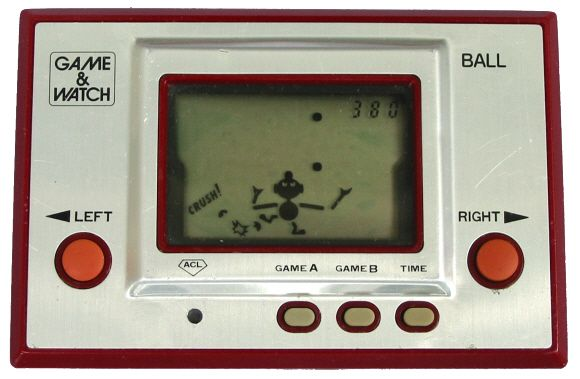 GAME
&
WATCH
BALL
380
CRUSH!
◀ LEFT
RIGHT ▶
ACL
GAME A GAME B TIME